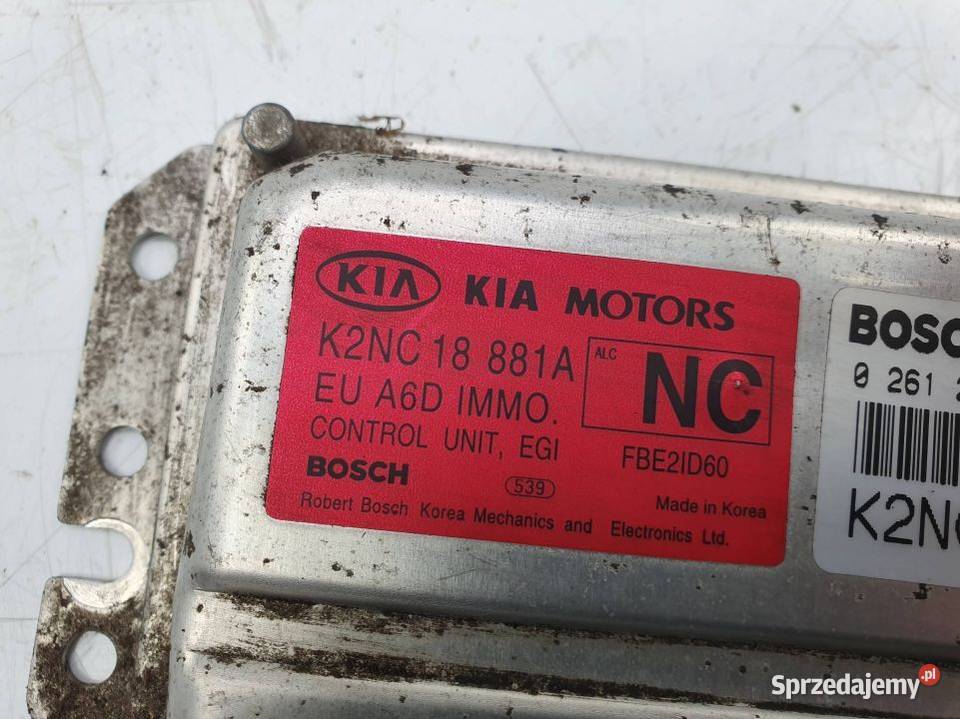 KIA KIA MOTORS
K2NC 18 881A
ALC NC
EU A6D IMMO.
CONTROL UNIT, EGI
FBE2ID60
BOSCH
539
Made in Korea
Robert Bosch Korea Mechanics and Electronics Ltd.
BOSC
0 261 2
K2N
Sprzedajemy.pl